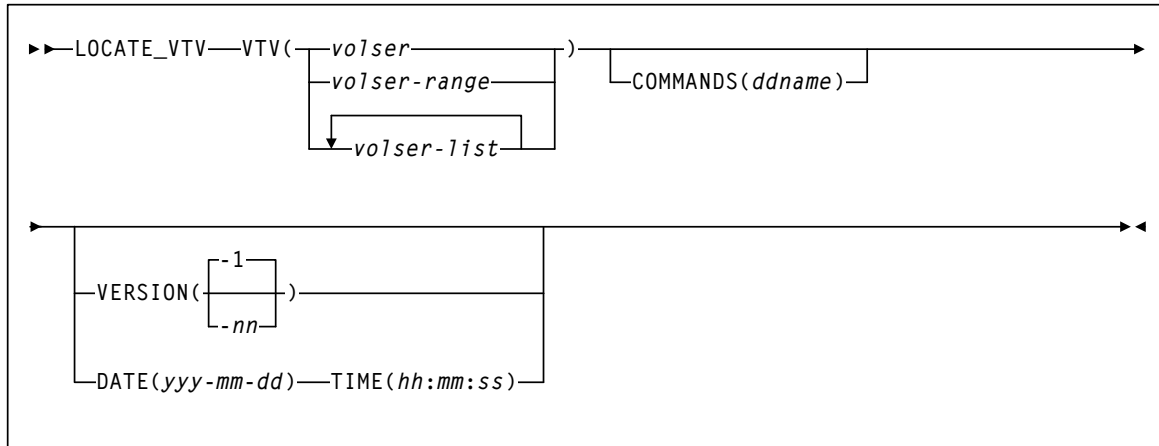 LOCATE_VTV VTV( volser )
volser-range COMMANDS(ddname)
volser-list
-1
VERSION( )
-nn
DATE(yyy-mm-dd) TIME(hh:mm:ss)